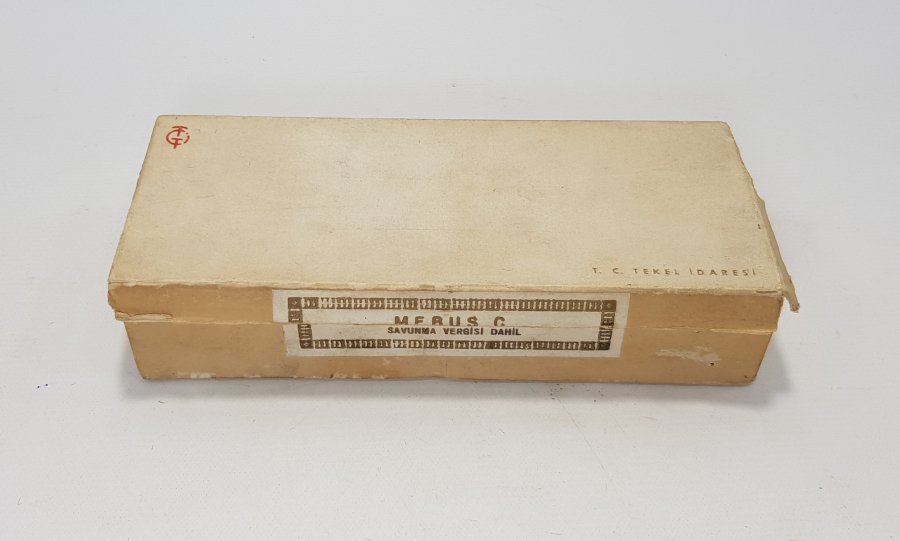 T. C. TEKEL İDARESİ
MEBUS C
SAVUNMA VERGİSİ DAHİL